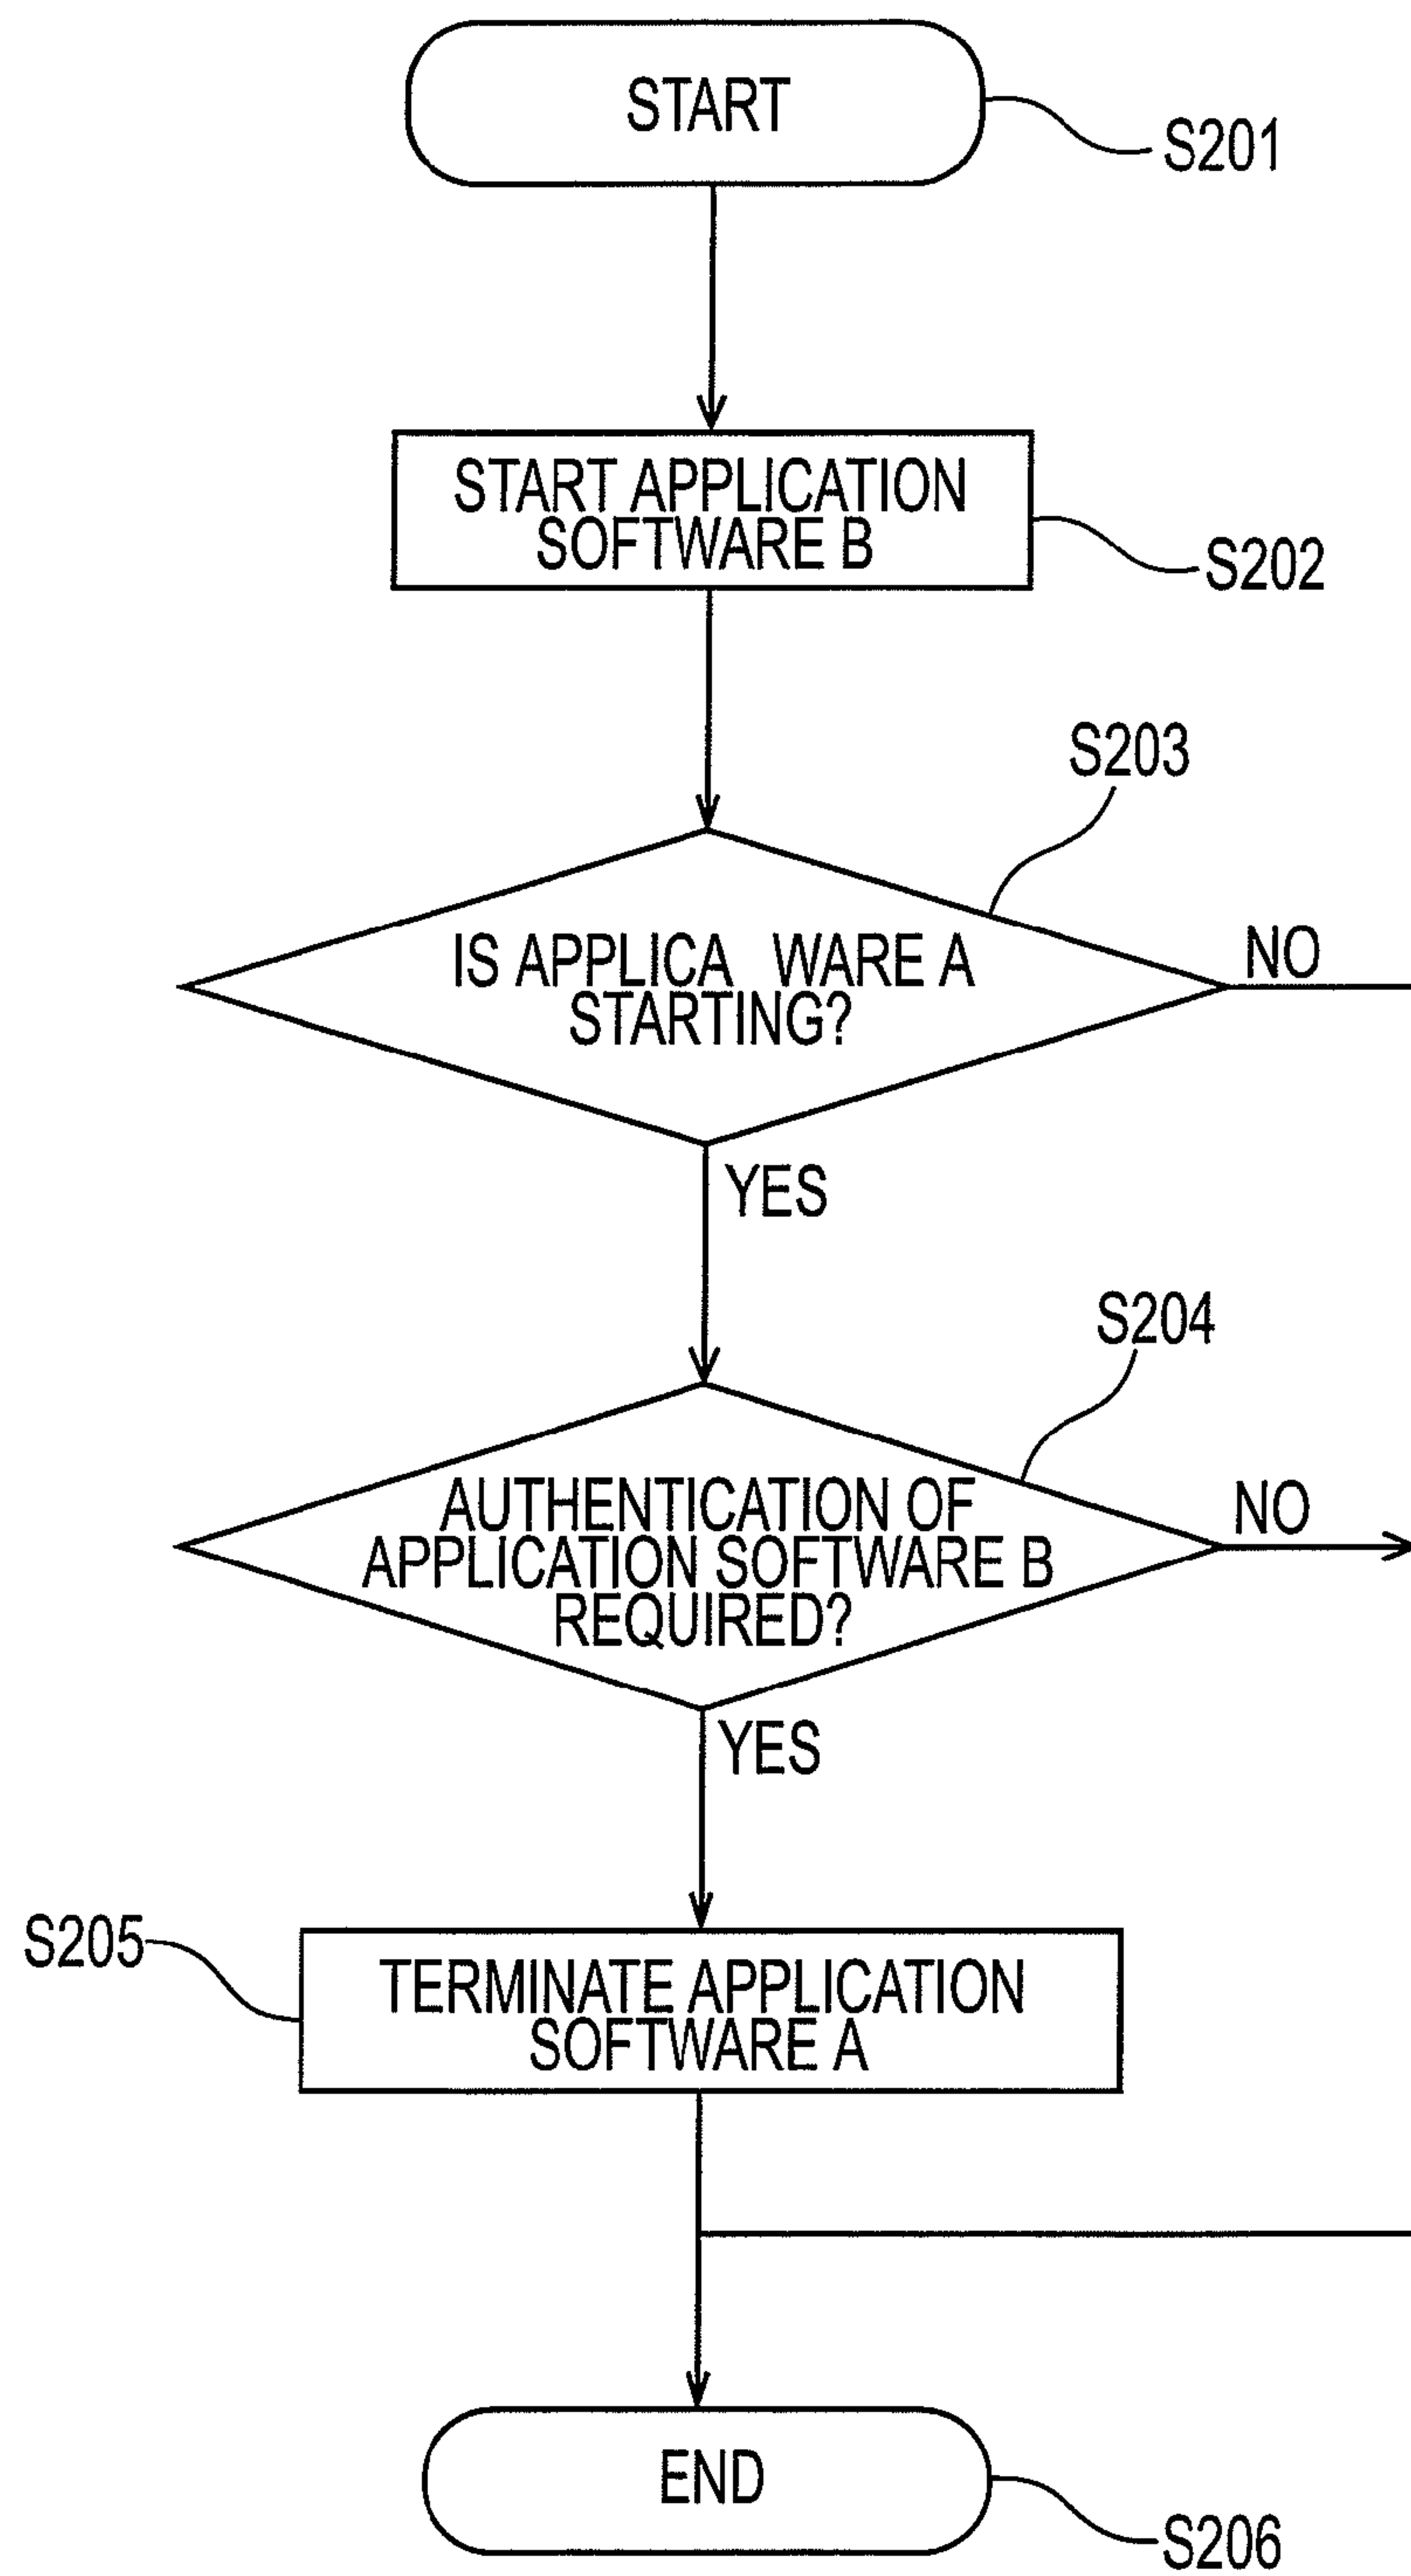 START
S201
START APPLICATION
SOFTWARE B
S202
S203
IS APPLICA WARE A
STARTING?
NO
YES
S204
AUTHENTICATION OF
APPLICATION SOFTWARE B
REQUIRED?
NO
YES
S205
TERMINATE APPLICATION
SOFTWARE A
END
S206